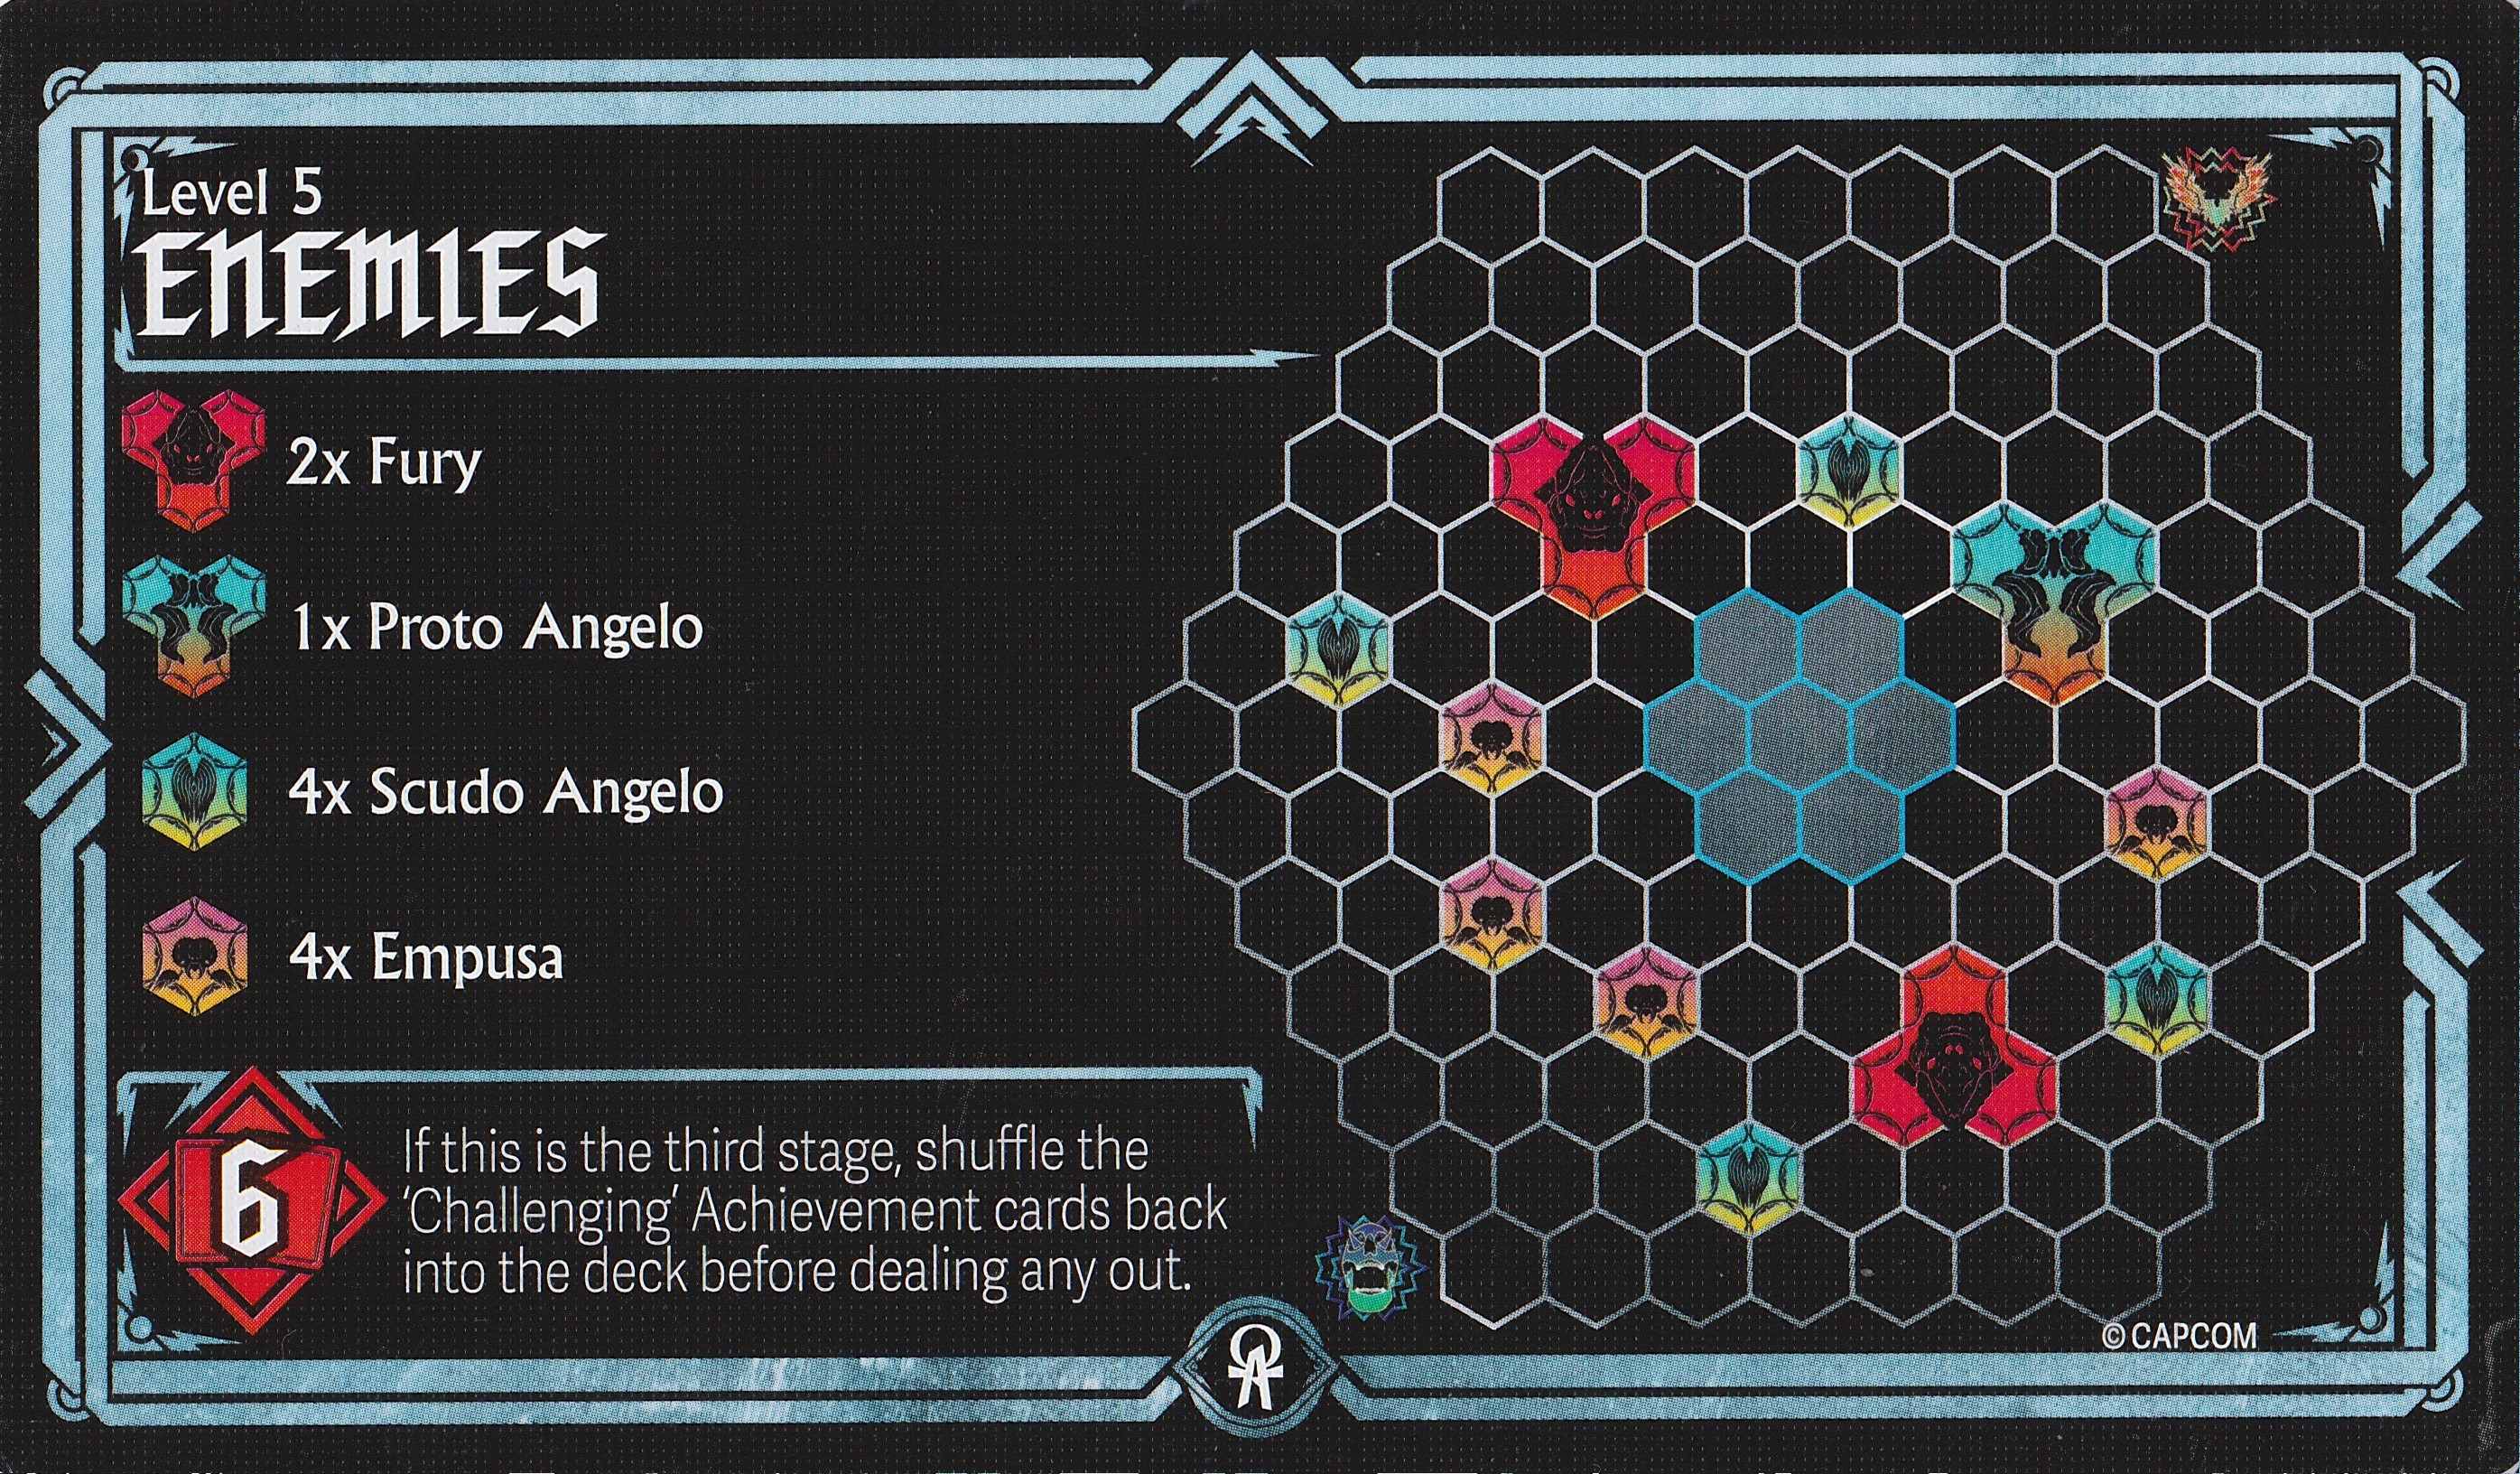 Level 5
ENEMIES
2x Fury
1x Proto Angelo
4x Scudo Angelo
4x Empusa
6
If this is the third stage, shuffle the
‘Challenging’ Achievement cards back
into the deck before dealing any out.
© CAPCOM